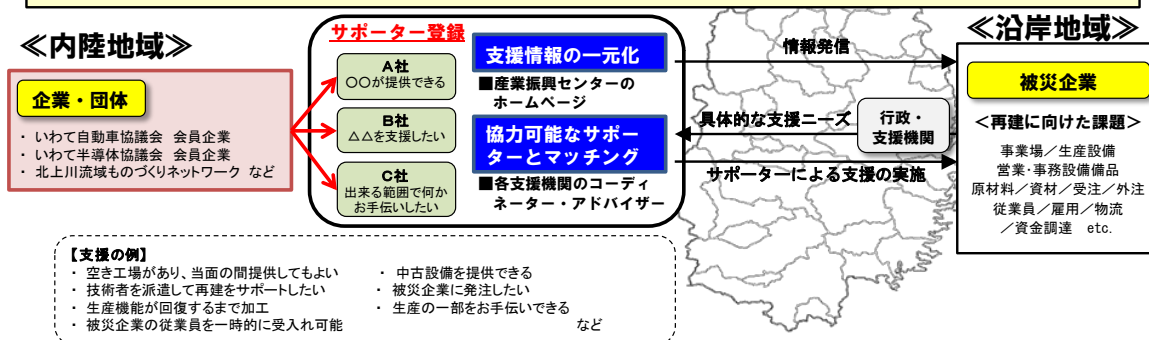 ≪内陸地域≫
企業・団体
・ いわて自動車協議会 会員企業
・ いわて半導体協議会 会員企業
・ 北上川流域ものづくりネットワーク など
サポーター登録
A社
○○が提供できる
B社
△△を支援したい
C社
出来る範囲で何か
お手伝いしたい
支援情報の一元化
■産業振興センターの
ホームページ
協力可能なサポー
ターとマッチング
■各支援機関のコーディ
ネーター・アドバイザー
情報発信
具体的な支援ニーズ
行政・
支援機関
サポーターによる支援の実施
≪沿岸地域≫
被災企業
＜再建に向けた課題＞
事業場／生産設備
営業・事務設備備品
原材料／資材／受注／外注
従業員／雇用／物流
／資金調達 etc.
【支援の例】
・ 空き工場があり、当面の間提供してもよい
・ 技術者を派遣して再建をサポートしたい
・ 生産機能が回復するまで加工
・ 被災企業の従業員を一時的に受入れ可能
・ 中古設備を提供できる
・ 被災企業に発注したい
・ 生産の一部をお手伝いできる
など